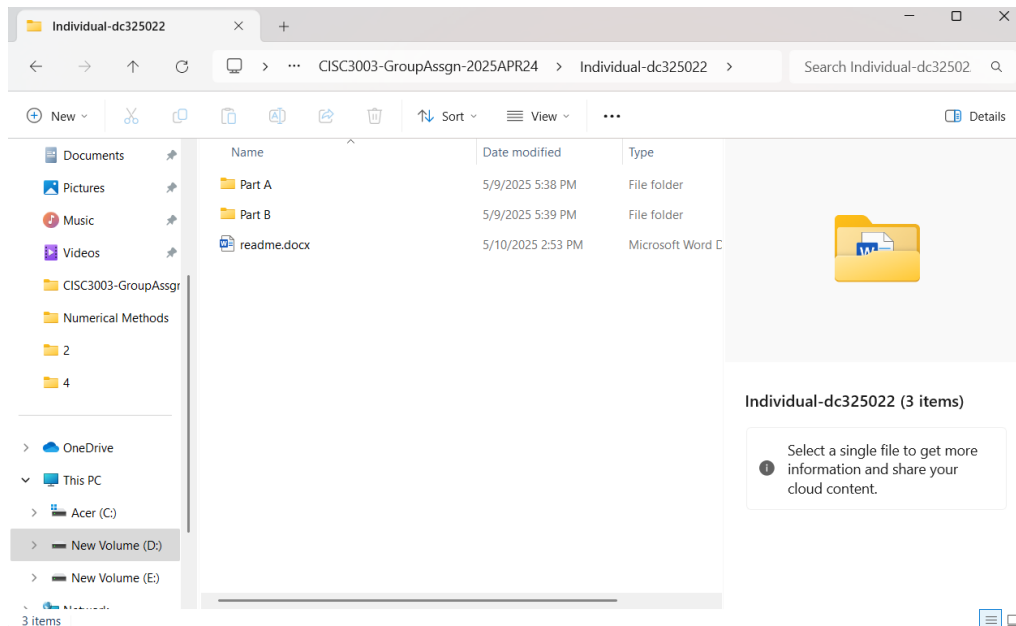 Individual-dc325022
CISC3003-GroupAssgn-2025APR24 Individual-dc325022 Search Individual-dc32502
New Sort View Details
Documents
Pictures
Music
Videos
CISC3003-GroupAssgn
Numerical Methods
2
4
OneDrive
This PC
Acer (C:)
New Volume (D:)
New Volume (E:)
Network
3 items
Name Date modified Type
Part A 5/9/2025 5:38 PM File folder
Part B 5/9/2025 5:39 PM File folder
readme.docx 5/10/2025 2:53 PM Microsoft Word D
Individual-dc325022 (3 items)
Select a single file to get more
information and share your
cloud content.